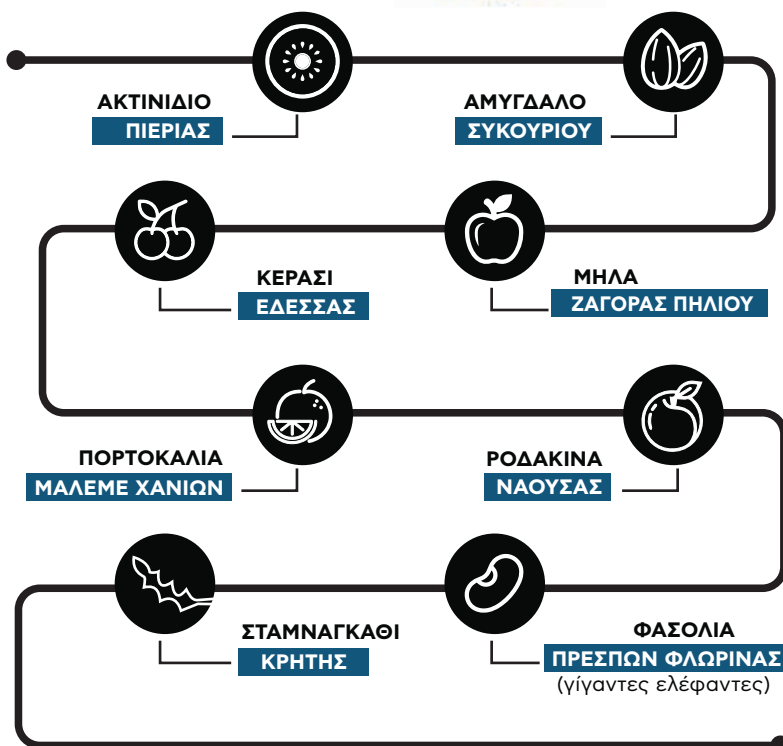 ΑΚΤΙΝΙΔΙΟ
ΠΙΕΡΙΑΣ
ΑΜΥΓΔΑΛΟ
ΣΥΚΟΥΡΙΟΥ
ΚΕΡΑΣΙ
ΕΔΕΣΣΑΣ
ΜΗΛΑ
ΖΑΓΟΡΑΣ ΠΗΛΙΟΥ
ΠΟΡΤΟΚΑΛΙΑ
ΜΑΛΕΜΕ ΧΑΝΙΩΝ
ΡΟΔΑΚΙΝΑ
ΝΑΟΥΣΑΣ
ΣΤΑΜΝΑΓΚΑΘΙ
ΚΡΗΤΗΣ
ΦΑΣΟΛΙΑ
ΠΡΕΣΠΩΝ ΦΛΩΡΙΝΑΣ
(γίγαντες ελέφαντες)